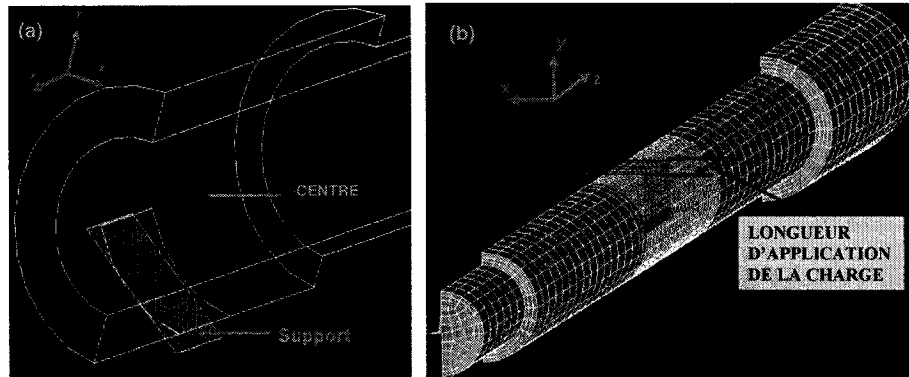 (a)
CENTRE
Support
(b)
y
x
z
LONGUEUR
D'APPLICATION
DE LA CHARGE